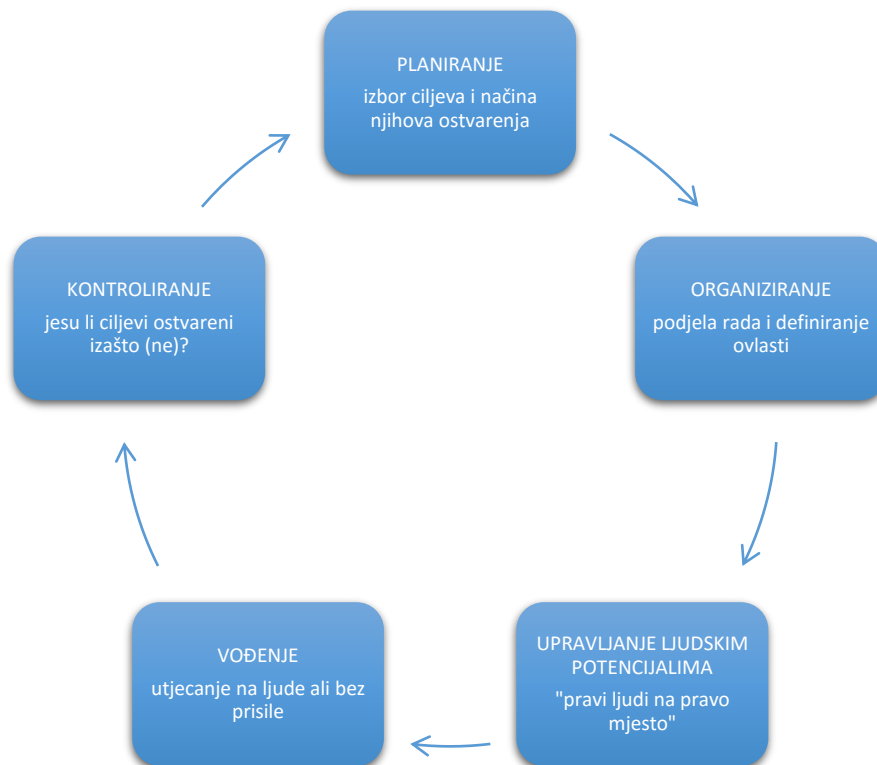 PLANIRANJE
izbor ciljeva i načina
njihova ostvarenja
ORGANIZIRANJE
podjela rada i definiranje
ovlasti
UPRAVLJANJE LJUDSKIM
POTENCIJALIMA
"pravi ljudi na pravo
mjesto"
VOĐENJE
utjecanje na ljude ali bez
prisile
KONTROLIRANJE
jesu li ciljevi ostvareni
izašto (ne)?